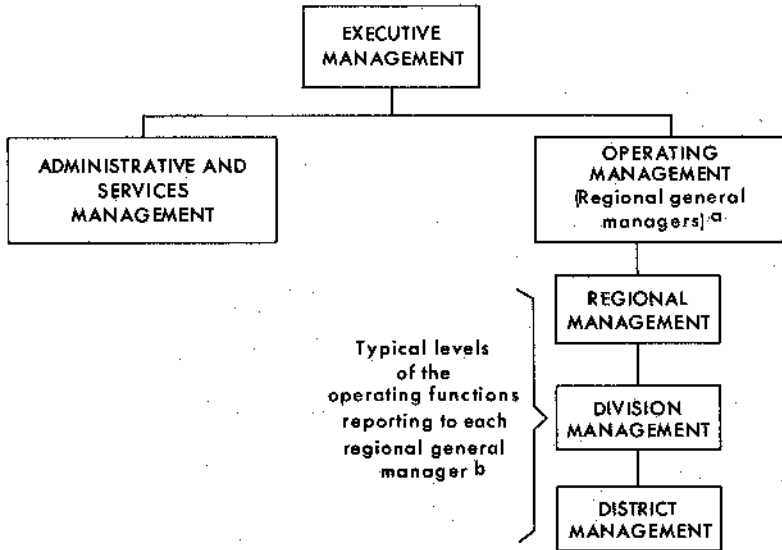 EXECUTIVE
MANAGEMENT
ADMINISTRATIVE AND
SERVICES
MANAGEMENT
OPERATING
MANAGEMENT
(Regional general
managers) a
REGIONAL
MANAGEMENT
Typical levels
of the
operating functions
reporting to each
regional general
manager b
DIVISION
MANAGEMENT
DISTRICT
MANAGEMENT